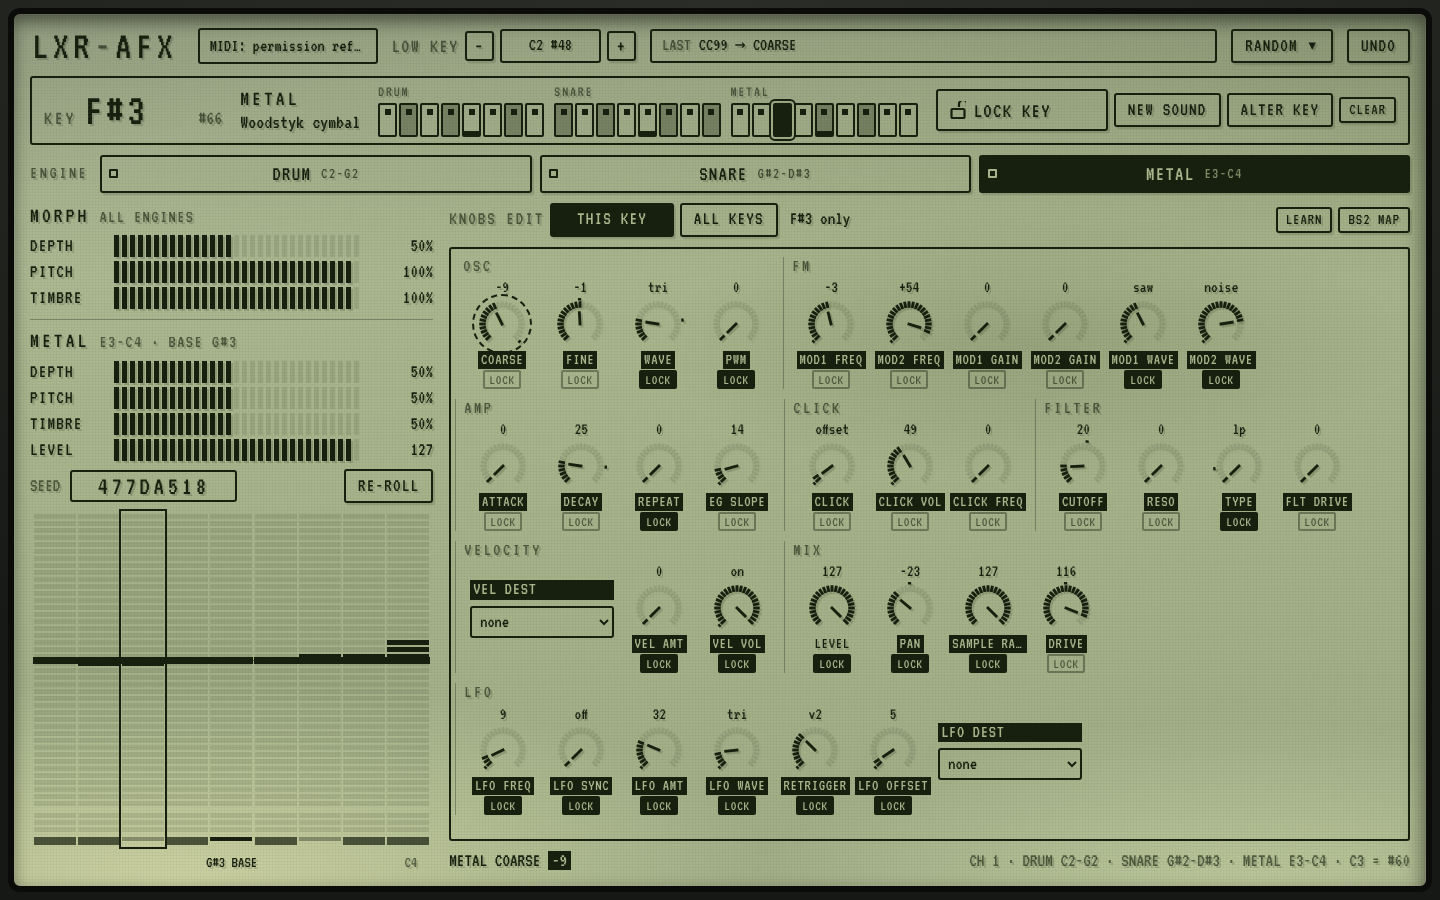 LXR-AFX
MIDI: permission ref…
LOW KEY - C2 #48 +
LAST CC99 → COARSE
RANDOM ▼
UNDO
KEY F#3 #66
METAL
Woodstyk cymbal
DRUM
SNARE
METAL
LOCK KEY
NEW SOUND
ALTER KEY
CLEAR
ENGINE
DRUM C2-G2
SNARE G#2-D#3
METAL E3-C4
MORPH ALL ENGINES
DEPTH 50%
PITCH 100%
TIMBRE 100%
METAL E3-C4 · BASE G#3
DEPTH 50%
PITCH 50%
TIMBRE 50%
LEVEL 127
SEED 477DA518 RE-ROLL
G#3 BASE C4
KNOBS EDIT THIS KEY ALL KEYS F#3 only
LEARN BS2 MAP
OSC
-9 -1 tri 0
COARSE FINE WAVE PWM
LOCK LOCK LOCK LOCK
FM
-3 +54 0 0 saw noise
MOD1 FREQ MOD2 FREQ MOD1 GAIN MOD2 GAIN MOD1 WAVE MOD2 WAVE
LOCK LOCK LOCK LOCK LOCK LOCK
AMP
0 25 0 14
ATTACK DECAY REPEAT EG SLOPE
LOCK LOCK LOCK LOCK
CLICK
offset 49 0
CLICK CLICK VOL CLICK FREQ
LOCK LOCK LOCK
FILTER
20 0 lp 0
CUTOFF RESO TYPE FLT DRIVE
LOCK LOCK LOCK LOCK
VELOCITY
VEL DEST
none
0 on
VEL AMT VEL VOL
LOCK LOCK
MIX
127 -23 127 116
LEVEL PAN SAMPLE RA… DRIVE
LOCK LOCK LOCK LOCK
LFO
9 off 32 tri v2 5
LFO FREQ LFO SYNC LFO AMT LFO WAVE RETRIGGER LFO OFFSET
LOCK LOCK LOCK LOCK LOCK LOCK
LFO DEST
none
METAL COARSE -9
CH 1 · DRUM C2-G2 · SNARE G#2-D#3 · METAL E3-C4 · C3 = #60